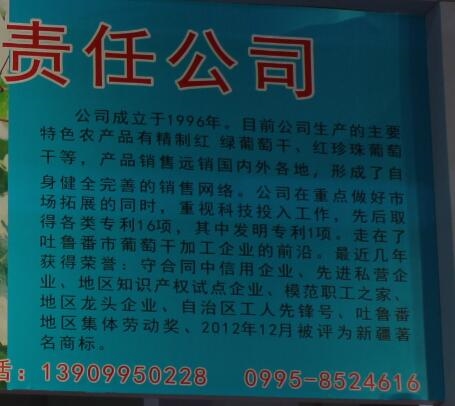 责任公司
公司成立于1996年。目前公司生产的主要
特色农产品有精制红 绿葡萄干、红珍珠葡萄
干等，产品销售远销国内外各地，形成了自
身健全完善的销售网络。公司在重点做好市
场拓展的同时，重视科技投入工作，先后取
得各类专利16项，其中发明专利1项。走在了
吐鲁番市葡萄干加工企业的前沿。最近几年
获得荣誉：守合同中信用企业、先进私营企
业、地区知识产权试点企业、模范职工之家、
地区龙头企业、自治区工人先锋号、吐鲁番
地区集体劳动奖、2012年12月被评为新疆著
名商标。
话：13909950228 0995-8524616